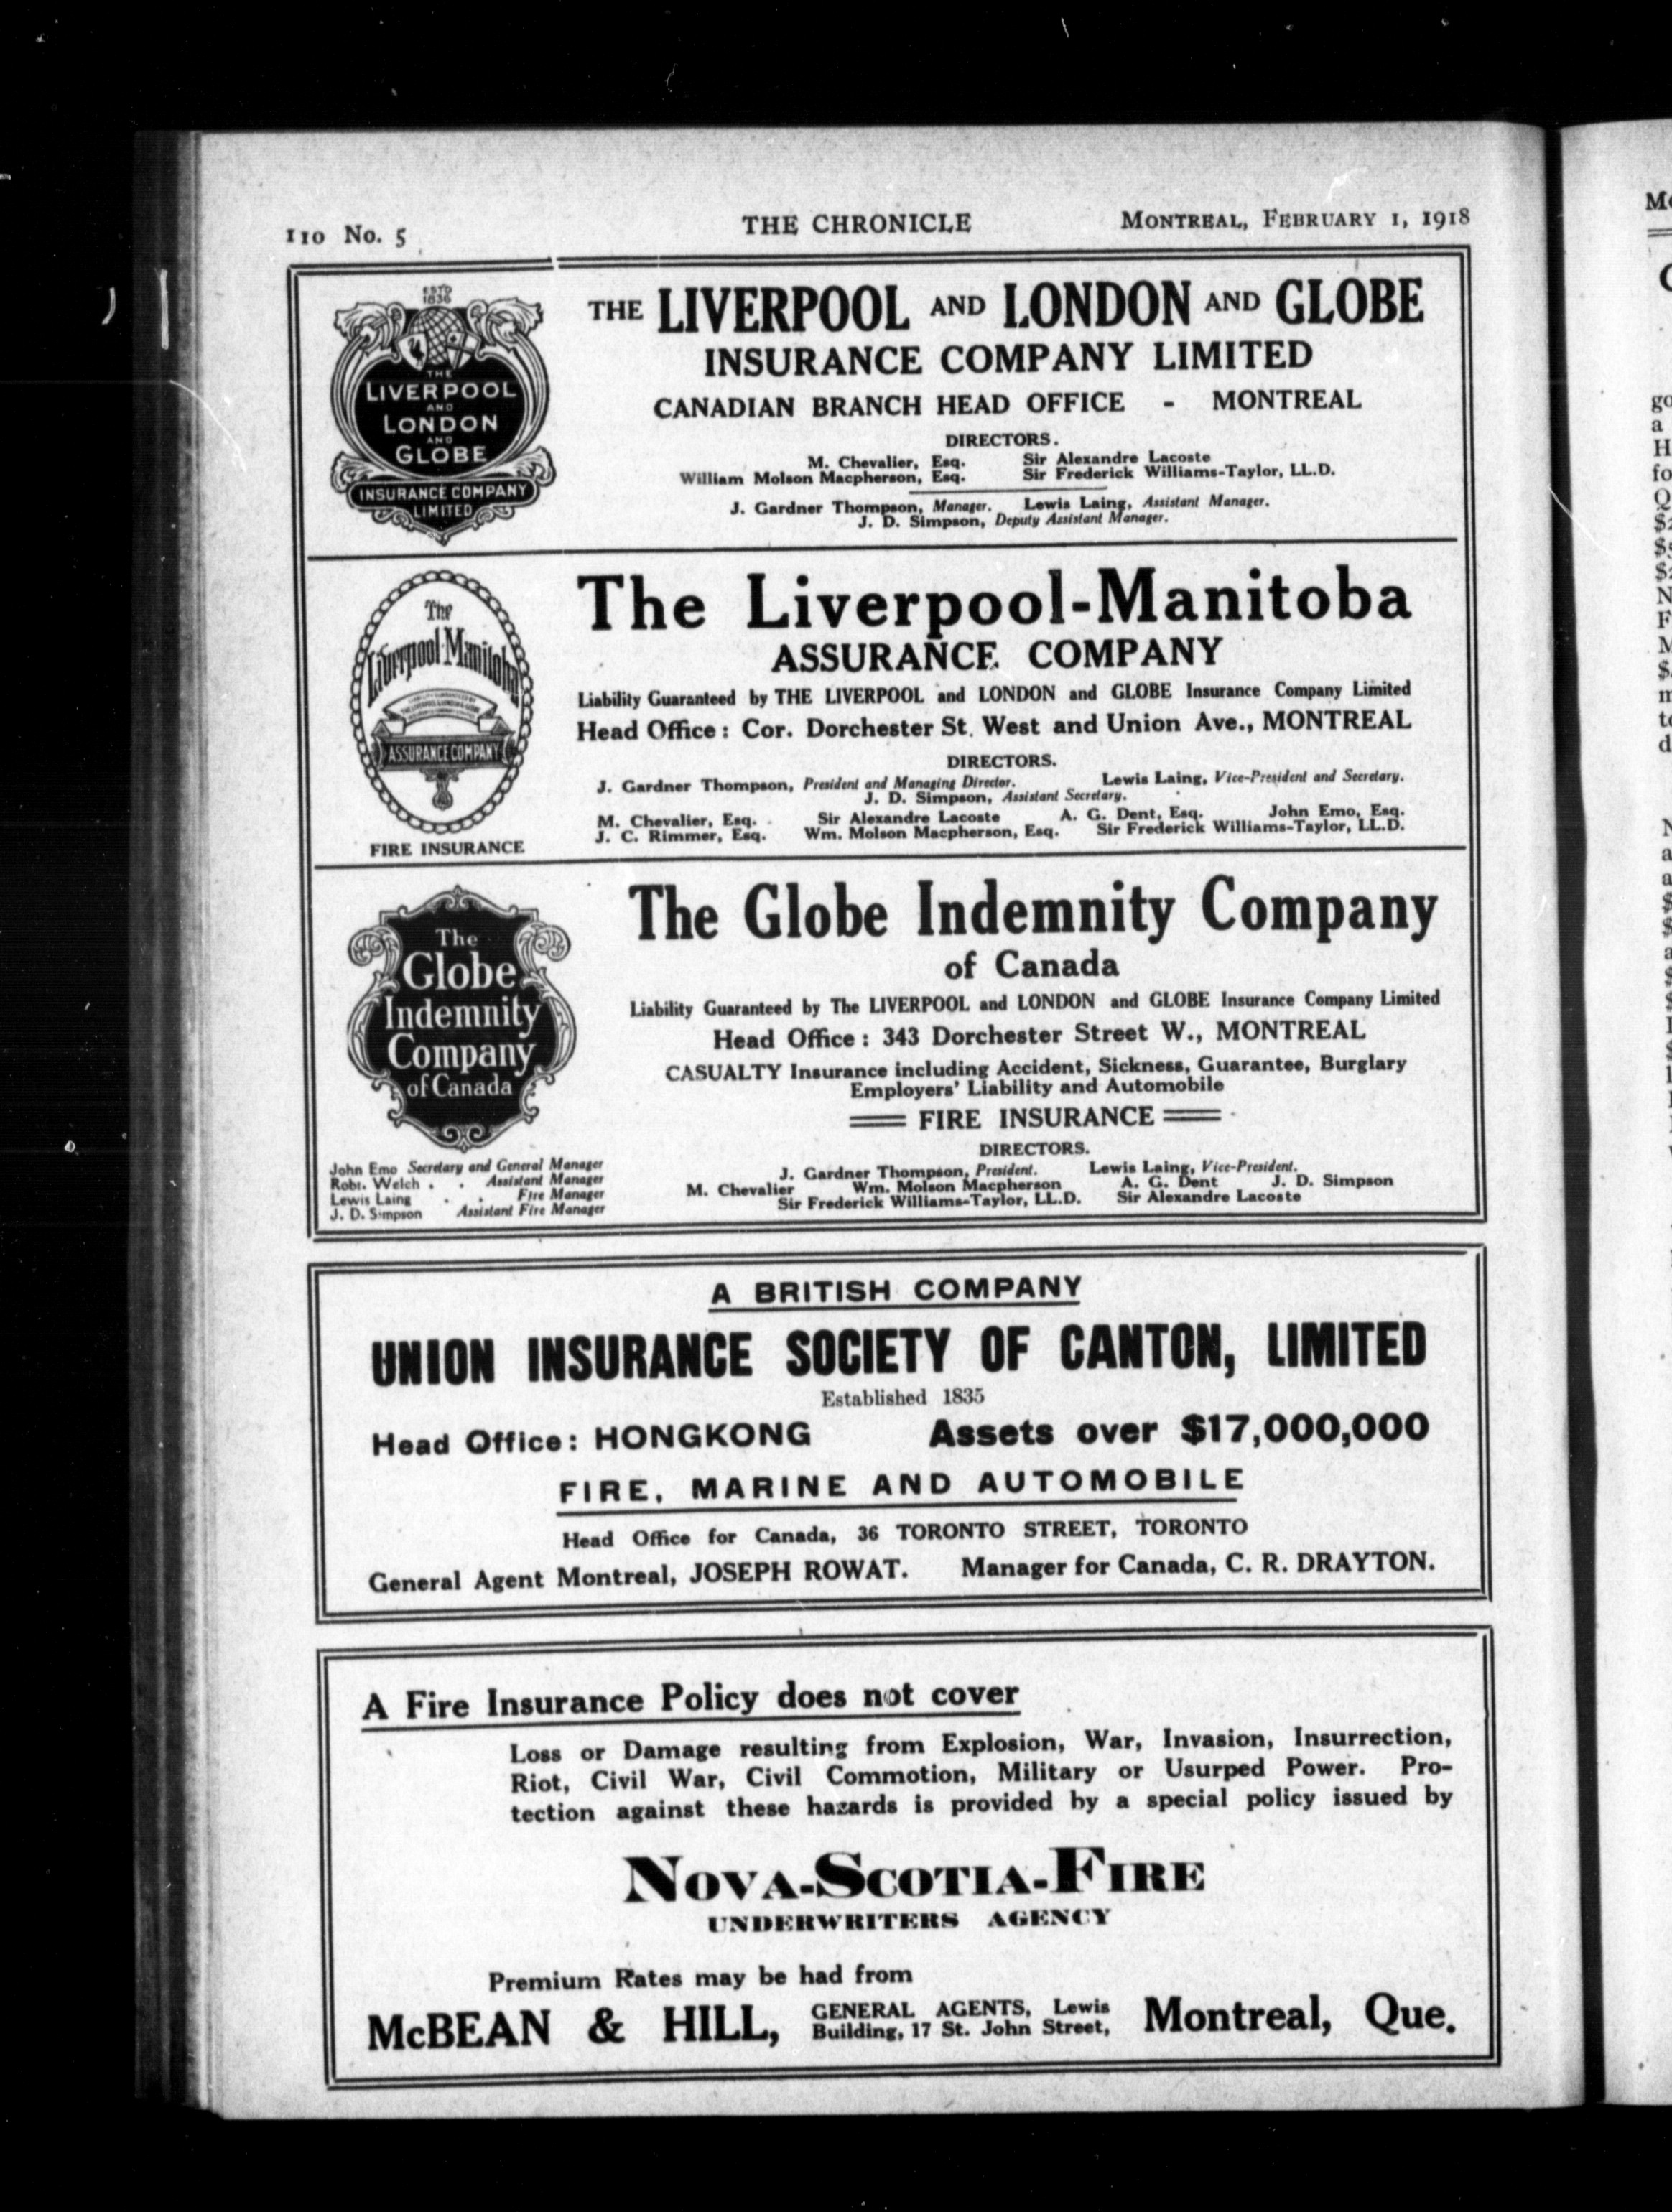 110 No. 5
THE CHRONICLE
MONTREAL, FEBRUARY 1, 1918
ESTD
1836
THE
LIVERPOOL
AND
LONDON
AND
GLOBE
INSURANCE COMPANY
LIMITED
THE LIVERPOOL AND LONDON AND GLOBE
INSURANCE COMPANY LIMITED
CANADIAN BRANCH HEAD OFFICE - MONTREAL
DIRECTORS.
M. Chevalier, Esq. Sir Alexandre Lacoste
William Molson Macpherson, Esq. Sir Frederick Williams-Taylor, LL.D.
J. Gardner Thompson, Manager. Lewis Laing, Assistant Manager.
J. D. Simpson, Deputy Assistant Manager.
The
Liverpool-Manitoba
ASSURANCE COMPANY
FIRE INSURANCE
The Liverpool-Manitoba
ASSURANCE COMPANY
Liability Guaranteed by THE LIVERPOOL and LONDON and GLOBE Insurance Company Limited
Head Office: Cor. Dorchester St. West and Union Ave., MONTREAL
DIRECTORS.
J. Gardner Thompson, President and Managing Director. Lewis Laing, Vice-President and Secretary.
J. D. Simpson, Assistant Secretary.
M. Chevalier, Esq. Sir Alexandre Lacoste A. G. Dent, Esq. John Emo, Esq.
J. C. Rimmer, Esq. Wm. Molson Macpherson, Esq. Sir Frederick Williams-Taylor, LL.D.
The
Globe
Indemnity
Company
of Canada
John Emo Secretary and General Manager
Robt. Welch . . Assistant Manager
Lewis Laing . . Fire Manager
J. D. Simpson Assistant Fire Manager
The Globe Indemnity Company
of Canada
Liability Guaranteed by The LIVERPOOL and LONDON and GLOBE Insurance Company Limited
Head Office: 343 Dorchester Street W., MONTREAL
CASUALTY Insurance including Accident, Sickness, Guarantee, Burglary
Employers' Liability and Automobile
FIRE INSURANCE
DIRECTORS.
J. Gardner Thompson, President. Lewis Laing, Vice-President.
M. Chevalier Wm. Molson Macpherson A. G. Dent J. D. Simpson
Sir Frederick Williams-Taylor, LL.D. Sir Alexandre Lacoste
A BRITISH COMPANY
UNION INSURANCE SOCIETY OF CANTON, LIMITED
Established 1835
Head Office: HONGKONG Assets over $17,000,000
FIRE, MARINE AND AUTOMOBILE
Head Office for Canada, 36 TORONTO STREET, TORONTO
General Agent Montreal, JOSEPH ROWAT. Manager for Canada, C. R. DRAYTON.
A Fire Insurance Policy does not cover
Loss or Damage resulting from Explosion, War, Invasion, Insurrection,
Riot, Civil War, Civil Commotion, Military or Usurped Power. Pro-
tection against these hazards is provided by a special policy issued by
NOVA-SCOTIA-FIRE
UNDERWRITERS AGENCY
Premium Rates may be had from
McBEAN & HILL, GENERAL AGENTS, Lewis
Building, 17 St. John Street, Montreal, Que.